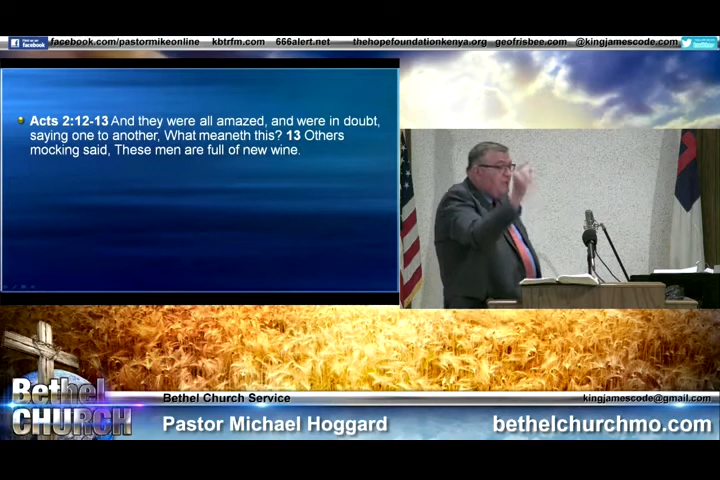 facebook.com/pastormikeonline kbtrfm.com 666alert.net thehopefoundationkenya.org geofrisbee.com @kingjamescode.com
facebook
Acts 2:12-13 And they were all amazed, and were in doubt,
saying one to another, What meaneth this? 13 Others
mocking said, These men are full of new wine.
Bethel
CHURCH
Bethel Church Service
kingjamescode@gmail.com
Pastor Michael Hoggard
bethelchurchmo.com